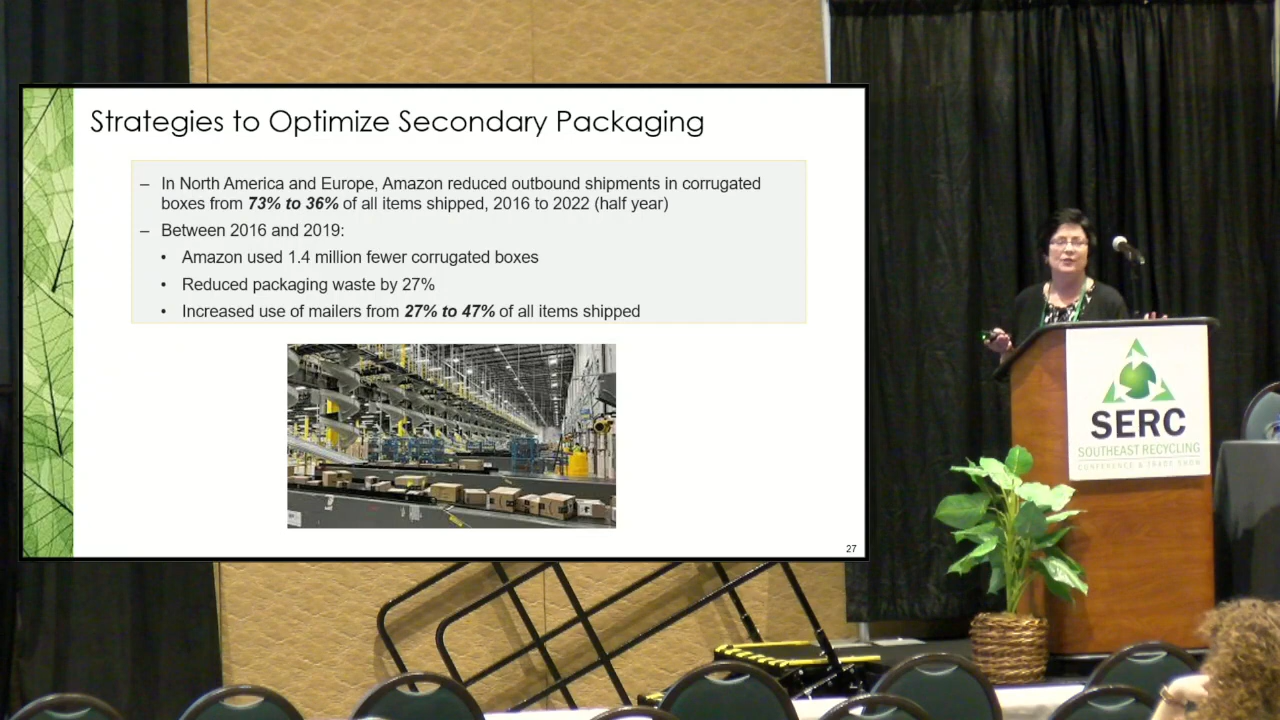 Strategies to Optimize Secondary Packaging
– In North America and Europe, Amazon reduced outbound shipments in corrugated
boxes from 73% to 36% of all items shipped, 2016 to 2022 (half year)
– Between 2016 and 2019:
• Amazon used 1.4 million fewer corrugated boxes
• Reduced packaging waste by 27%
• Increased use of mailers from 27% to 47% of all items shipped
27
SERC
SOUTHEAST RECYCLING
CONFERENCE & TRADE SHOW